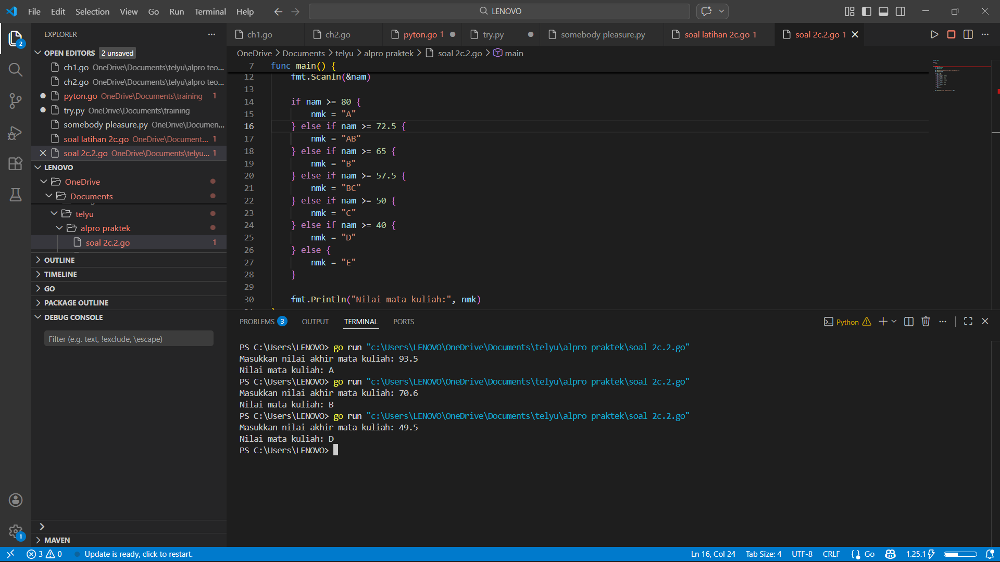 File Edit Selection View Go Run Terminal Help LENOVO
EXPLORER
OPEN EDITORS 2 unsaved
ch1.go OneDrive\Documents\telyu\alpro teo...
ch2.go OneDrive\Documents\telyu\alpro teo...
pyton.go OneDrive\Documents\training 1
try.py OneDrive\Documents\training
somebody pleasure.py OneDrive\Documen...
soal latihan 2c.go OneDrive\Document... 1
soal 2c.2.go OneDrive\Documents\telyu... 1
LENOVO
OneDrive
Documents
telyu
alpro praktek
soal 2c.2.go 1
OUTLINE
TIMELINE
GO
PACKAGE OUTLINE
DEBUG CONSOLE
Filter (e.g. text, !exclude, \escape)
MAVEN
ch1.go ch2.go pyton.go 1 try.py somebody pleasure.py soal latihan 2c.go 1 soal 2c.2.go 1
OneDrive > Documents > telyu > alpro praktek > soal 2c.2.go > main
7 func main() {
12 fmt.Scanln(&nam)
13
14 if nam >= 80 {
15 nmk = "A"
16 } else if nam >= 72.5 {
17 nmk = "AB"
18 } else if nam >= 65 {
19 nmk = "B"
20 } else if nam >= 57.5 {
21 nmk = "BC"
22 } else if nam >= 50 {
23 nmk = "C"
24 } else if nam >= 40 {
25 nmk = "D"
26 } else {
27 nmk = "E"
28 }
29
30 fmt.Println("Nilai mata kuliah:", nmk)
PROBLEMS 3 OUTPUT TERMINAL PORTS Python
PS C:\Users\LENOVO> go run "c:\Users\LENOVO\OneDrive\Documents\telyu\alpro praktek\soal 2c.2.go"
Masukkan nilai akhir mata kuliah: 93.5
Nilai mata kuliah: A
PS C:\Users\LENOVO> go run "c:\Users\LENOVO\OneDrive\Documents\telyu\alpro praktek\soal 2c.2.go"
Masukkan nilai akhir mata kuliah: 70.6
Nilai mata kuliah: B
PS C:\Users\LENOVO> go run "c:\Users\LENOVO\OneDrive\Documents\telyu\alpro praktek\soal 2c.2.go"
Masukkan nilai akhir mata kuliah: 49.5
Nilai mata kuliah: D
PS C:\Users\LENOVO>
3 0 Update is ready, click to restart. Ln 16, Col 24 Tab Size: 4 UTF-8 CRLF {} Go 1.25.1